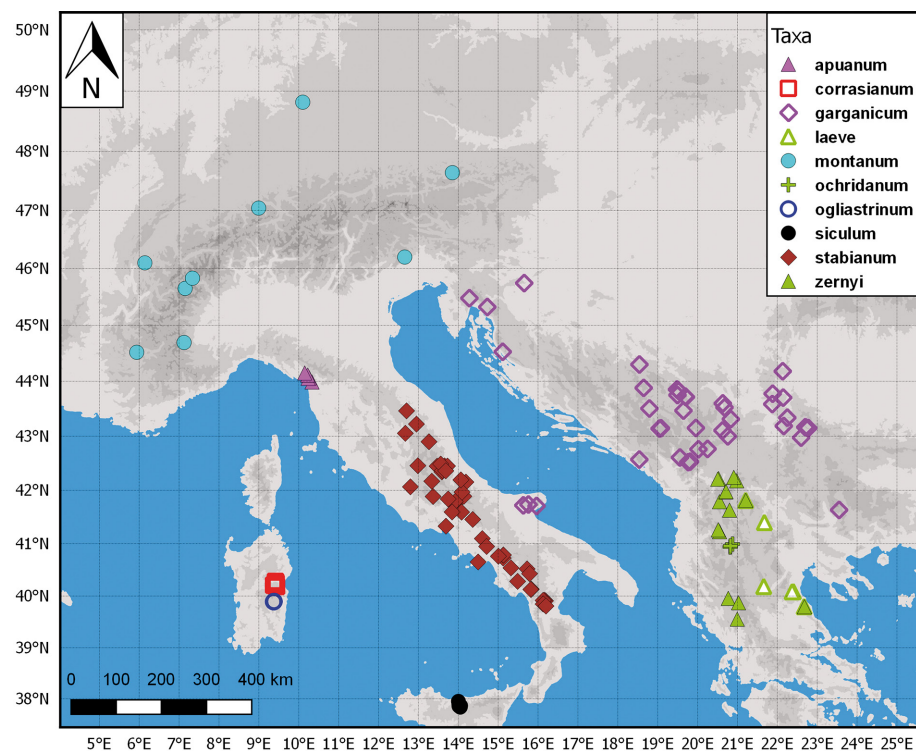 50°N
49°N
48°N
47°N
46°N
45°N
44°N
43°N
42°N
41°N
40°N
39°N
38°N
N
Taxa
apuanum
corrasianum
garganicum
laeve
montanum
ochridanum
ogliastrinum
siculum
stabianum
zernyi
0 100 200 300 400 km
5°E 6°E 7°E 8°E 9°E 10°E 11°E 12°E 13°E 14°E 15°E 16°E 17°E 18°E 19°E 20°E 21°E 22°E 23°E 24°E 25°E